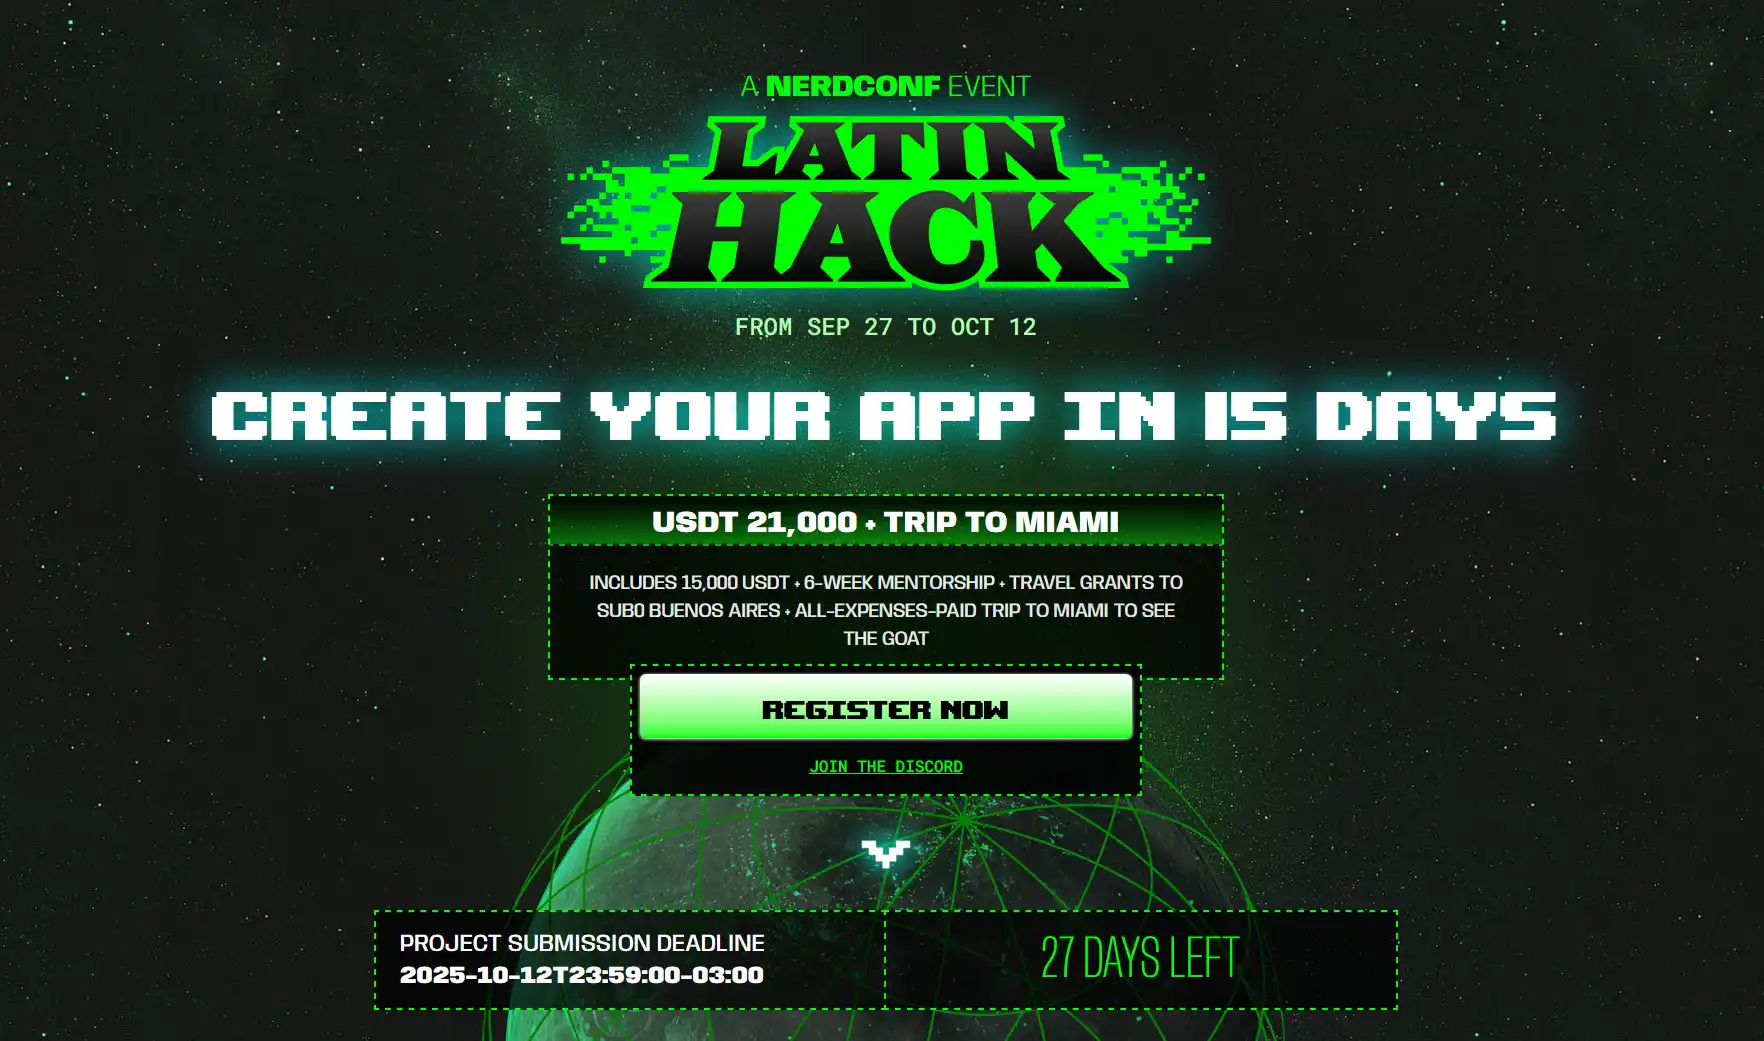 A NERDCONF EVENT
LATIN
HACK
FROM SEP 27 TO OCT 12
CREATE YOUR APP IN 15 DAYS
USDT 21,000 + TRIP TO MIAMI
INCLUDES 15,000 USDT + 6-WEEK MENTORSHIP + TRAVEL GRANTS TO
SUB0 BUENOS AIRES + ALL-EXPENSES-PAID TRIP TO MIAMI TO SEE
THE GOAT
REGISTER NOW
JOIN THE DISCORD
PROJECT SUBMISSION DEADLINE
2025-10-12T23:59:00-03:00
27 DAYS LEFT